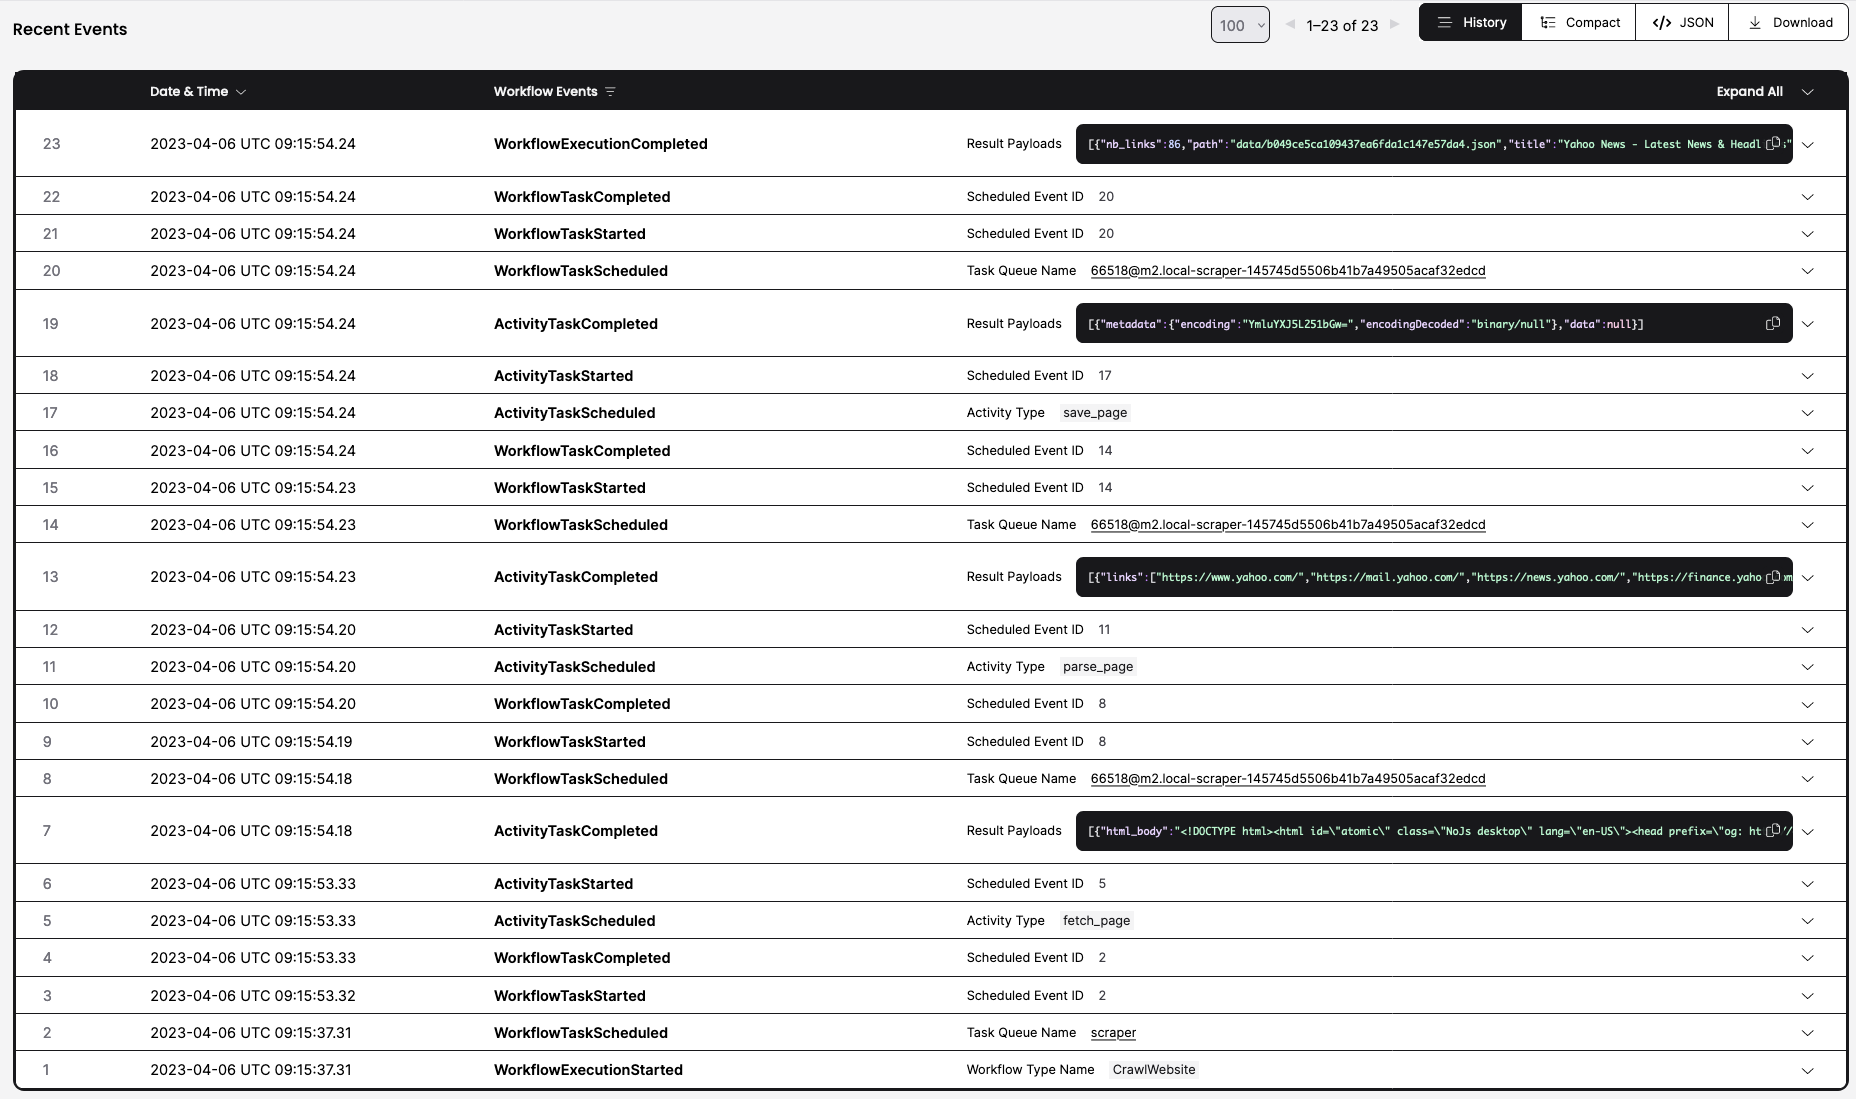 Recent Events
100 1–23 of 23 History Compact JSON Download
Date & Time Workflow Events Expand All
23 2023-04-06 UTC 09:15:54.24 WorkflowExecutionCompleted Result Payloads [{"nb_links":86,"path":"data/b049ce5ca109437ea6fda1c147e57da4.json","title":"Yahoo News - Latest News & Headl s"
22 2023-04-06 UTC 09:15:54.24 WorkflowTaskCompleted Scheduled Event ID 20
21 2023-04-06 UTC 09:15:54.24 WorkflowTaskStarted Scheduled Event ID 20
20 2023-04-06 UTC 09:15:54.24 WorkflowTaskScheduled Task Queue Name 66518@m2.local-scraper-145745d5506b41b7a49505acaf32edcd
19 2023-04-06 UTC 09:15:54.24 ActivityTaskCompleted Result Payloads [{"metadata":{"encoding":"YmluYXJ5L251bGw=","encodingDecoded":"binary/null"},"data":null}]
18 2023-04-06 UTC 09:15:54.24 ActivityTaskStarted Scheduled Event ID 17
17 2023-04-06 UTC 09:15:54.24 ActivityTaskScheduled Activity Type save_page
16 2023-04-06 UTC 09:15:54.24 WorkflowTaskCompleted Scheduled Event ID 14
15 2023-04-06 UTC 09:15:54.23 WorkflowTaskStarted Scheduled Event ID 14
14 2023-04-06 UTC 09:15:54.23 WorkflowTaskScheduled Task Queue Name 66518@m2.local-scraper-145745d5506b41b7a49505acaf32edcd
13 2023-04-06 UTC 09:15:54.23 ActivityTaskCompleted Result Payloads [{"links":["https://www.yahoo.com/","https://mail.yahoo.com/","https://news.yahoo.com/","https://finance.yaho om
12 2023-04-06 UTC 09:15:54.20 ActivityTaskStarted Scheduled Event ID 11
11 2023-04-06 UTC 09:15:54.20 ActivityTaskScheduled Activity Type parse_page
10 2023-04-06 UTC 09:15:54.20 WorkflowTaskCompleted Scheduled Event ID 8
9 2023-04-06 UTC 09:15:54.19 WorkflowTaskStarted Scheduled Event ID 8
8 2023-04-06 UTC 09:15:54.18 WorkflowTaskScheduled Task Queue Name 66518@m2.local-scraper-145745d5506b41b7a49505acaf32edcd
7 2023-04-06 UTC 09:15:54.18 ActivityTaskCompleted Result Payloads [{"html_body":"<!DOCTYPE html><html id=\"atomic\" class=\"NoJs desktop\" lang=\"en-US\"><head prefix=\"og: ht //
6 2023-04-06 UTC 09:15:53.33 ActivityTaskStarted Scheduled Event ID 5
5 2023-04-06 UTC 09:15:53.33 ActivityTaskScheduled Activity Type fetch_page
4 2023-04-06 UTC 09:15:53.33 WorkflowTaskCompleted Scheduled Event ID 2
3 2023-04-06 UTC 09:15:53.32 WorkflowTaskStarted Scheduled Event ID 2
2 2023-04-06 UTC 09:15:37.31 WorkflowTaskScheduled Task Queue Name scraper
1 2023-04-06 UTC 09:15:37.31 WorkflowExecutionStarted Workflow Type Name CrawlWebsite